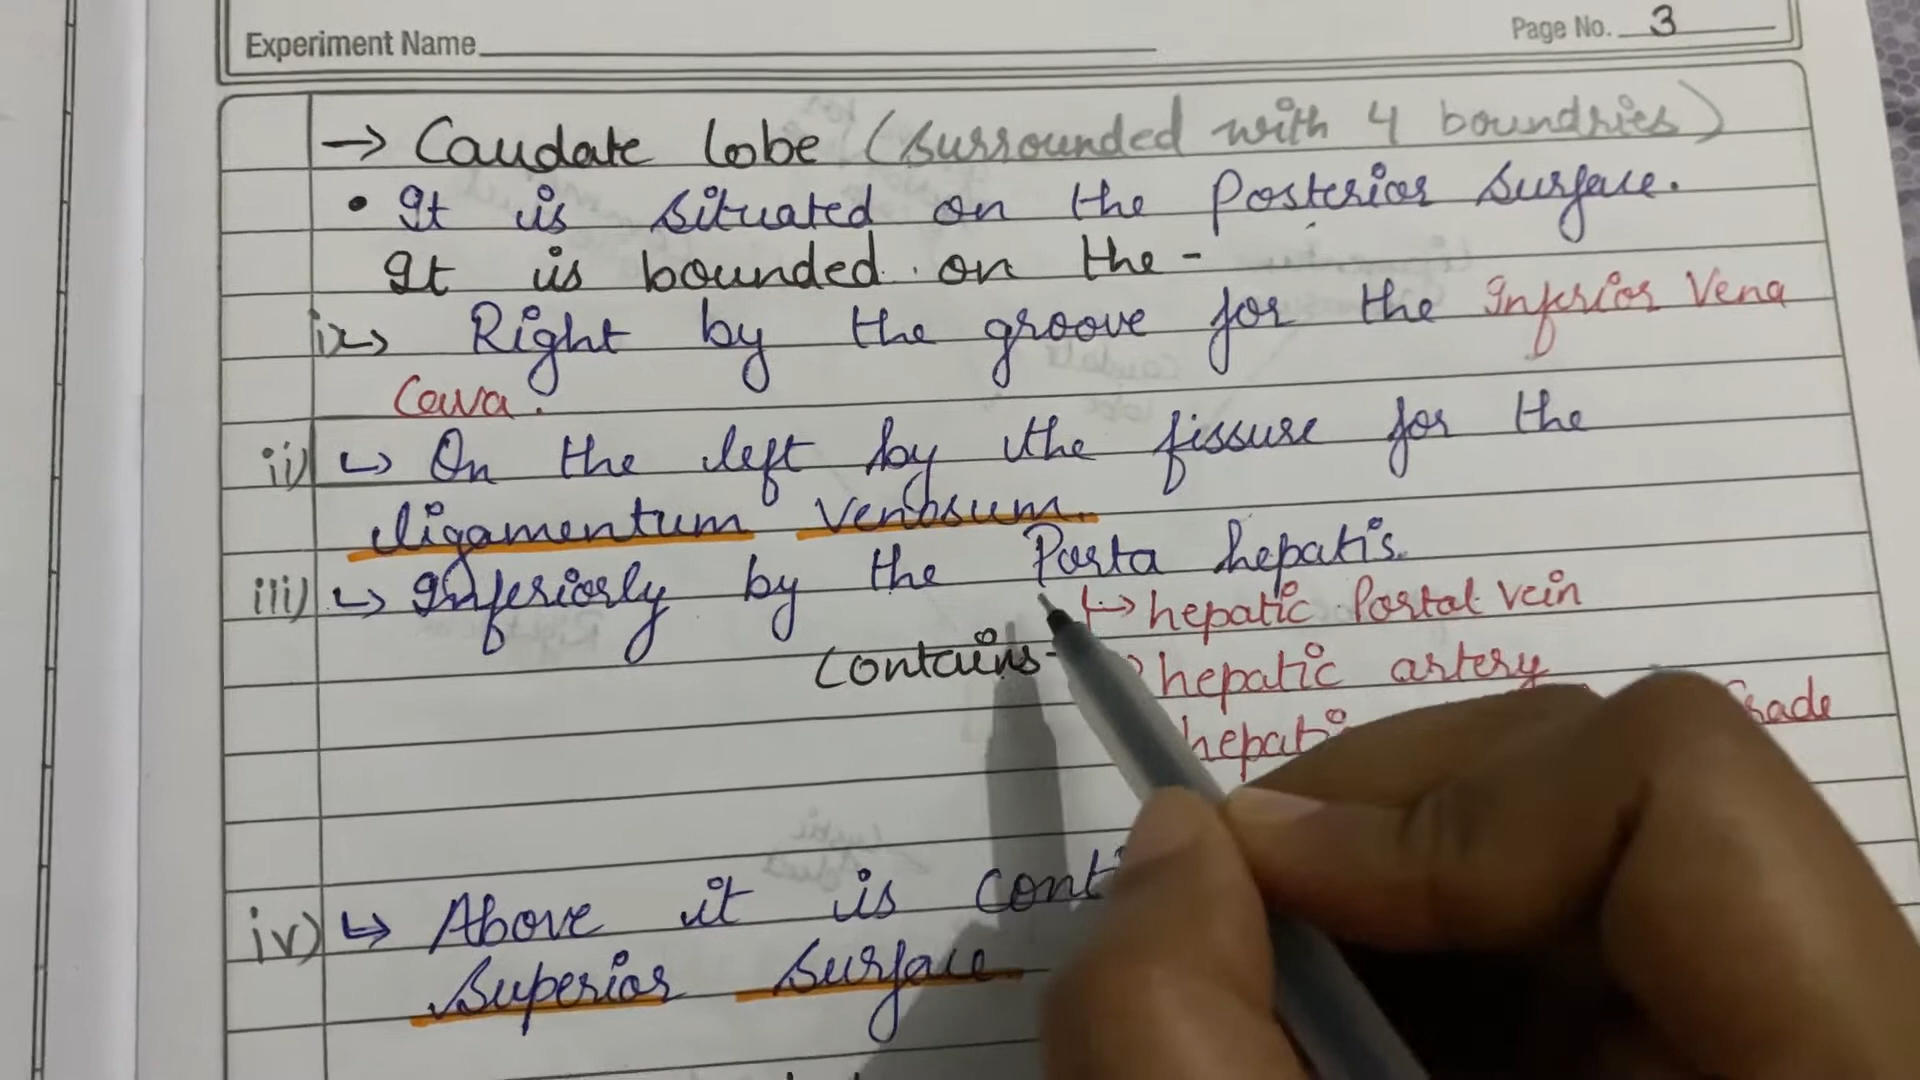 Experiment Name
Page No. 3
→ Caudate lobe (surrounded with 4 boundries)
• It is situated on the Posterior surface.
It is bounded on the -
i↳ Right by the groove for the Inferior Vena
Cava.
ii) ↳ On the left by the fissure for the
ligamentum venosum.
iii) ↳ Inferiorly by the Porta hepatis.
↳ hepatic Portal vein
Contains- hepatic artery
iv) ↳ Above it is
Superior surface